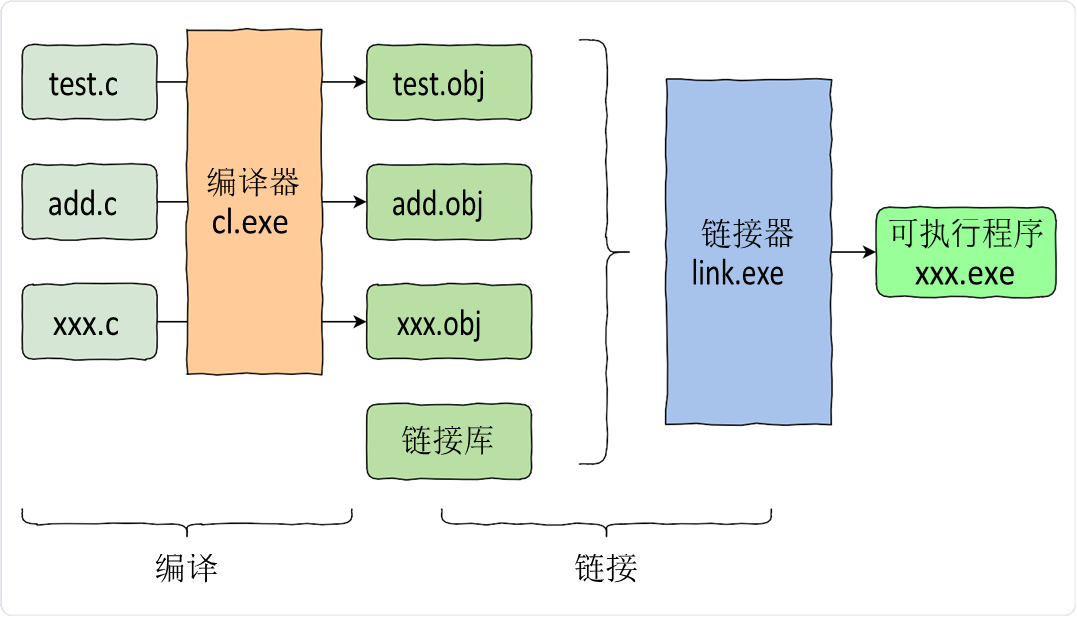 test.c
test.obj
add.c
编译器
cl.exe
add.obj
链接器
link.exe
可执行程序
xxx.exe
xxx.c
xxx.obj
链接库
编译
链接